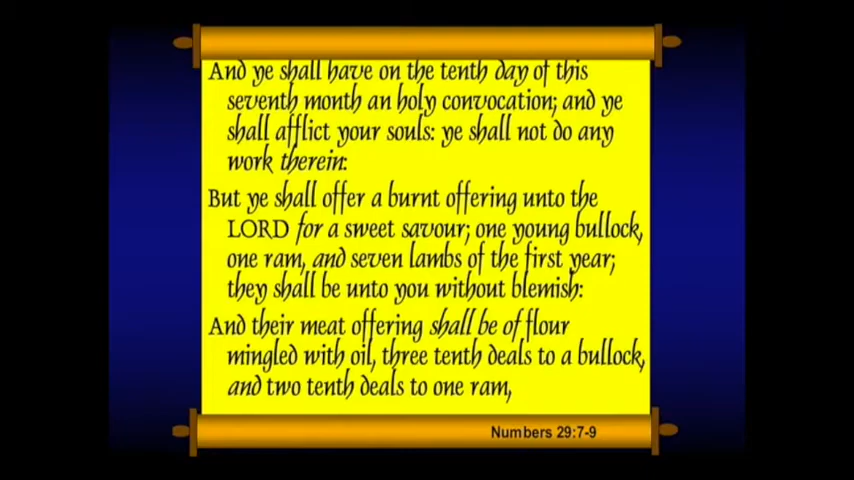 And ye shall have on the tenth day of this
seventh month an holy convocation; and ye
shall afflict your souls: ye shall not do any
work therein:
But ye shall offer a burnt offering unto the
LORD for a sweet savour; one young bullock,
one ram, and seven lambs of the first year;
they shall be unto you without blemish:
And their meat offering shall be of flour
mingled with oil, three tenth deals to a bullock,
and two tenth deals to one ram,
Numbers 29:7-9